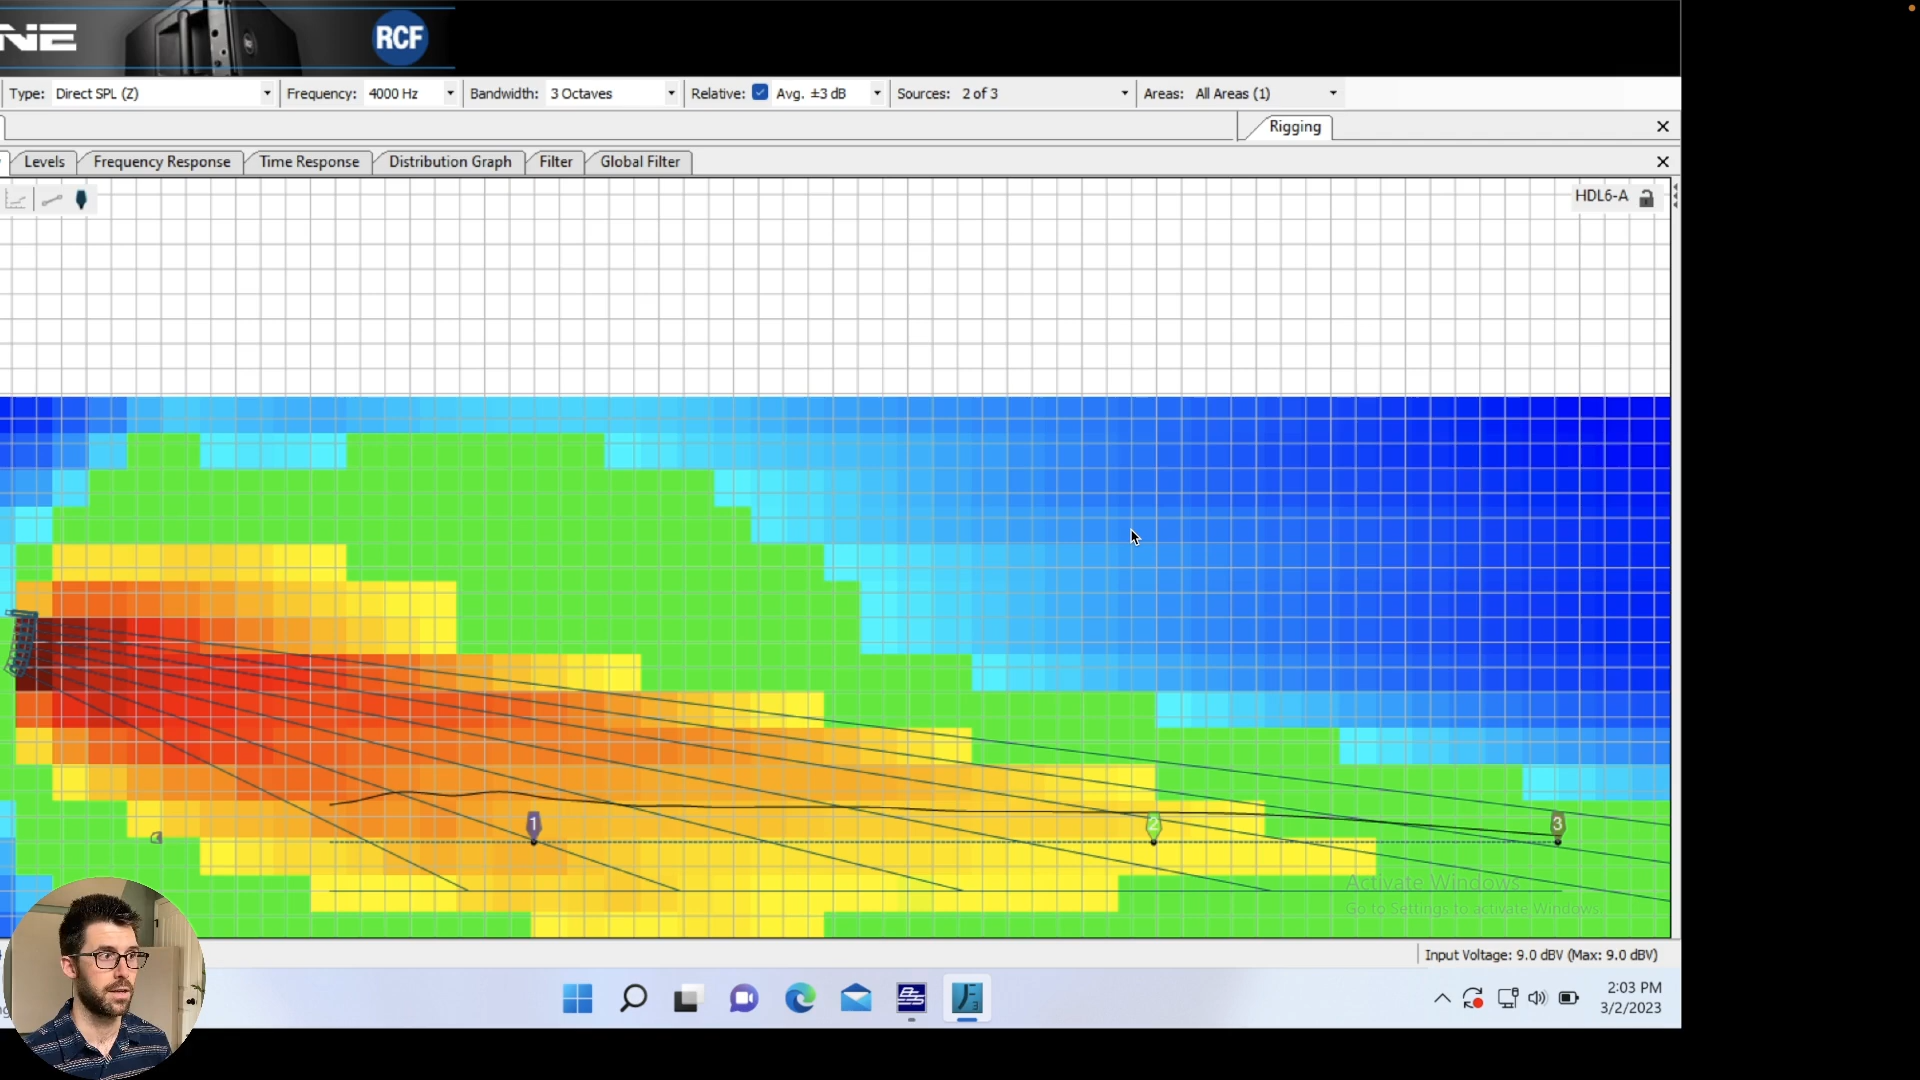 NE
RCF
Type: Direct SPL (Z) Frequency: 4000 Hz Bandwidth: 3 Octaves Relative: Avg. ±3 dB Sources: 2 of 3 Areas: All Areas (1)
Rigging
Levels Frequency Response Time Response Distribution Graph Filter Global Filter
HDL6-A
1
2
3
Activate Windows
Go to Settings to activate Windows.
Input Voltage: 9.0 dBV (Max: 9.0 dBV)
2:03 PM
3/2/2023